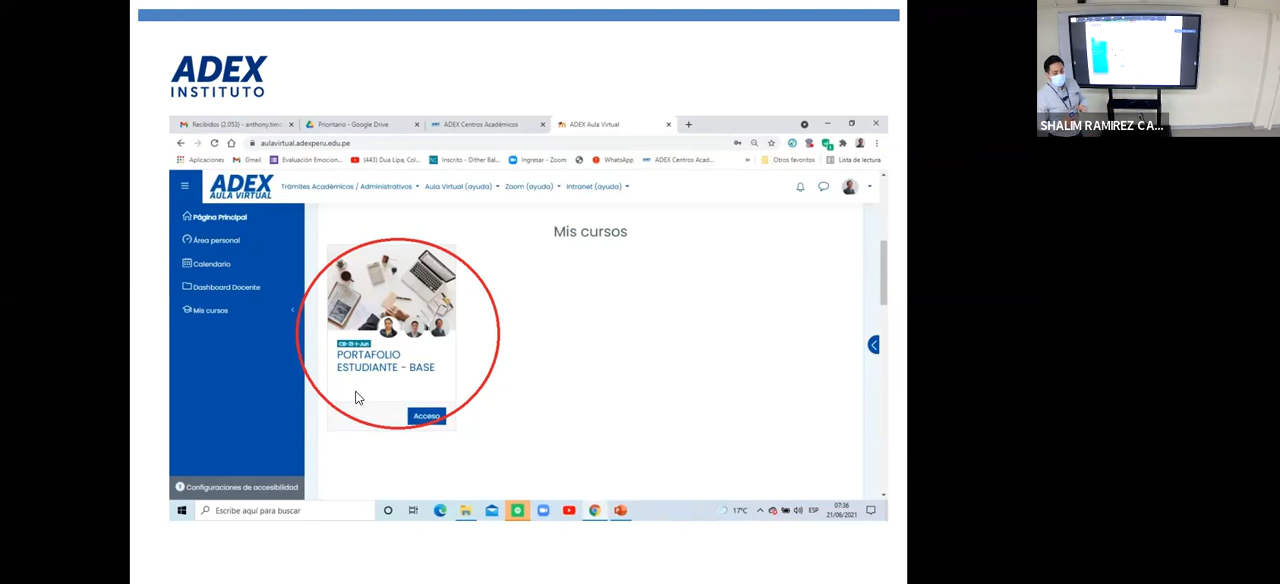 ADEX
INSTITUTO
Recibidos (2.053) - anthony.tim
Prioritario - Google Drive
ADEX Centros Académicos
ADEX Aula Virtual
aulavirtual.adexperu.edu.pe
Aplicaciones
Gmail
Evaluación Emocion...
(443) Dua Lipa, Col...
Inscrito - Dither Bal...
Ingresar - Zoom
WhatsApp
ADEX Centros Acad...
»
Otros favoritos
Lista de lectura
ADEX
AULA VIRTUAL
Trámites Académicos / Administrativos
Aula Virtual (ayuda)
Zoom (ayuda)
Intranet (ayuda)
Página Principal
Área personal
Calendario
Dashboard Docente
Mis cursos
Configuraciones de accesibilidad
Mis cursos
PORTAFOLIO
ESTUDIANTE - BASE
Acceso
Escribe aquí para buscar
17°C
ESP
07:36
21/06/2021
SHALIM RAMIREZ CA...